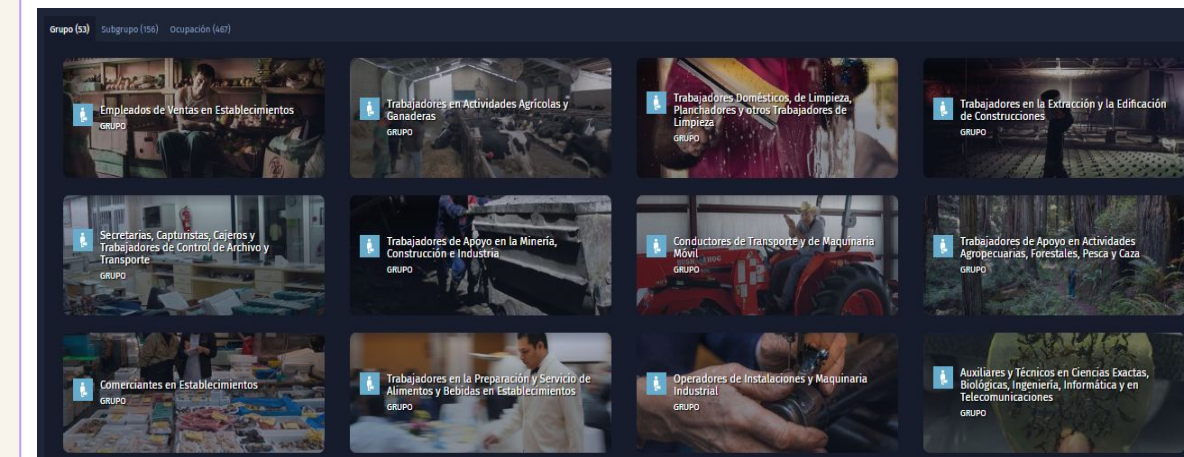 Grupo (53) Subgrupo (156) Ocupación (467)
Empleados de Ventas en Establecimientos
GRUPO
Trabajadores en Actividades Agrícolas y
Ganaderas
GRUPO
Trabajadores Domésticos, de Limpieza,
Planchadores y otros Trabajadores de
Limpieza
GRUPO
Trabajadores en la Extracción y la Edificación
de Construcciones
GRUPO
Secretarias, Capturistas, Cajeros y
Trabajadores de Control de Archivo y
Transporte
GRUPO
Trabajadores de Apoyo en la Minería,
Construcción e Industria
GRUPO
Conductores de Transporte y de Maquinaria
Móvil
GRUPO
Trabajadores de Apoyo en Actividades
Agropecuarias, Forestales, Pesca y Caza
GRUPO
Comerciantes en Establecimientos
GRUPO
Trabajadores en la Preparación y Servicio de
Alimentos y Bebidas en Establecimientos
GRUPO
Operadores de Instalaciones y Maquinaria
Industrial
GRUPO
Auxiliares y Técnicos en Ciencias Exactas,
Biológicas, Ingeniería, Informática y en
Telecomunicaciones
GRUPO